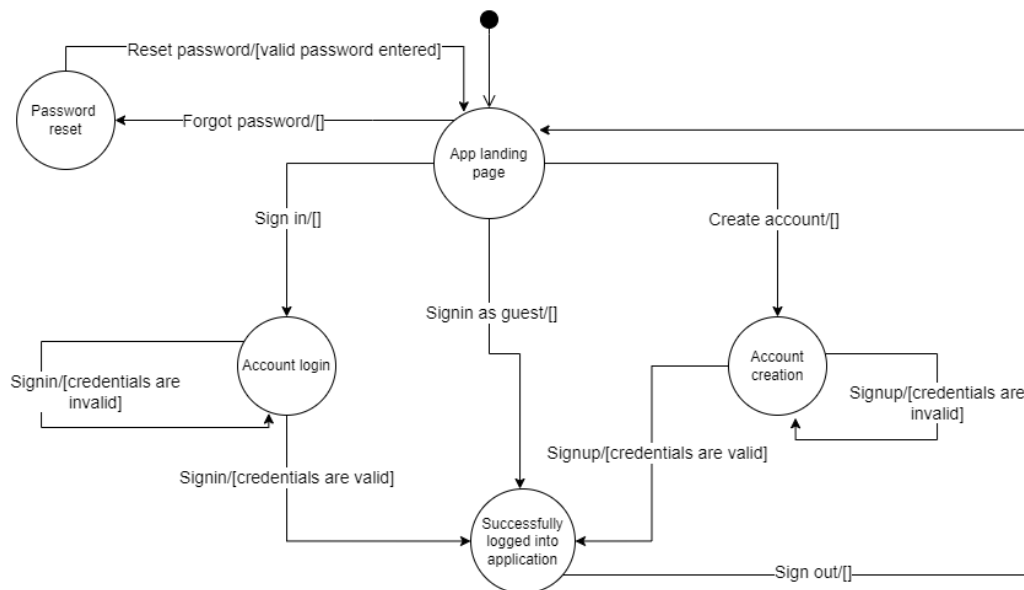 Reset password/[valid password entered]
Password
reset
Forgot password/[]
App landing
page
Sign in/[]
Create account/[]
Signin as guest/[]
Account login
Account
creation
Signin/[credentials are
invalid]
Signup/[credentials are
invalid]
Signup/[credentials are valid]
Signin/[credentials are valid]
Successfully
logged into
application
Sign out/[]